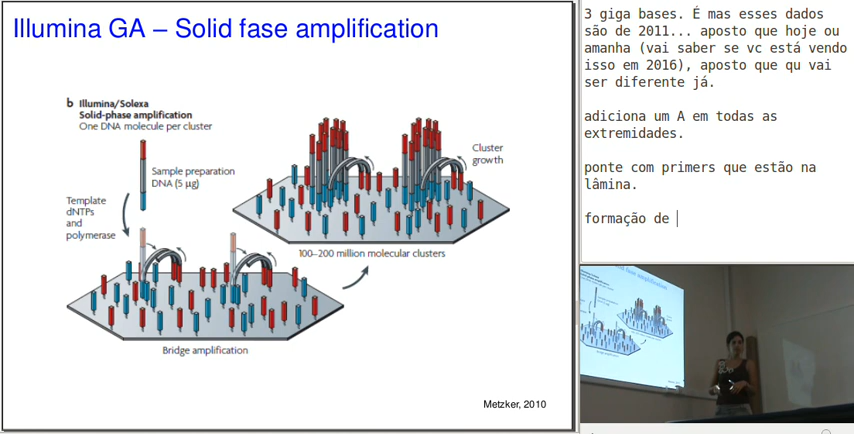 Illumina GA – Solid fase amplification
b Illumina/Solexa
Solid-phase amplification
One DNA molecule per cluster
Sample preparation
DNA (5 µg)
Template
dNTPs
and
polymerase
Bridge amplification
Cluster
growth
100–200 million molecular clusters
Metzker, 2010
3 giga bases. É mas esses dados
são de 2011... aposto que hoje ou
amanha (vai saber se vc está vendo
isso em 2016), aposto que qu vai
ser diferente já.
adiciona um A em todas as
extremidades.
ponte com primers que estão na
lâmina.
formação de